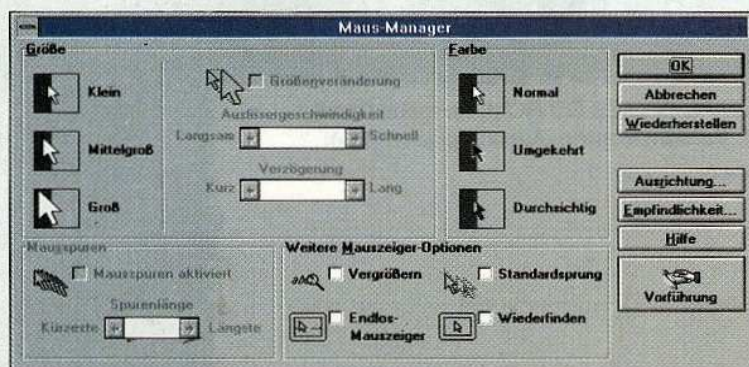 Maus-Manager
Größe
Klein
Mittelgroß
Groß
Größenveränderung
Auslösergeschwindigkeit
Langsam
Schnell
Verzögerung
Kurz
Lang
Farbe
Normal
Umgekehrt
Durchsichtig
OK
Abbrechen
Wiederherstellen
Ausrichtung...
Empfindlichkeit...
Hilfe
Vorführung
Mausspuren
Mausspuren aktiviert
Spurenlänge
Kürzeste
Längste
Weitere Mauszeiger-Optionen
Vergrößern
Standardsprung
Endlos-
Mauszeiger
Wiederfinden